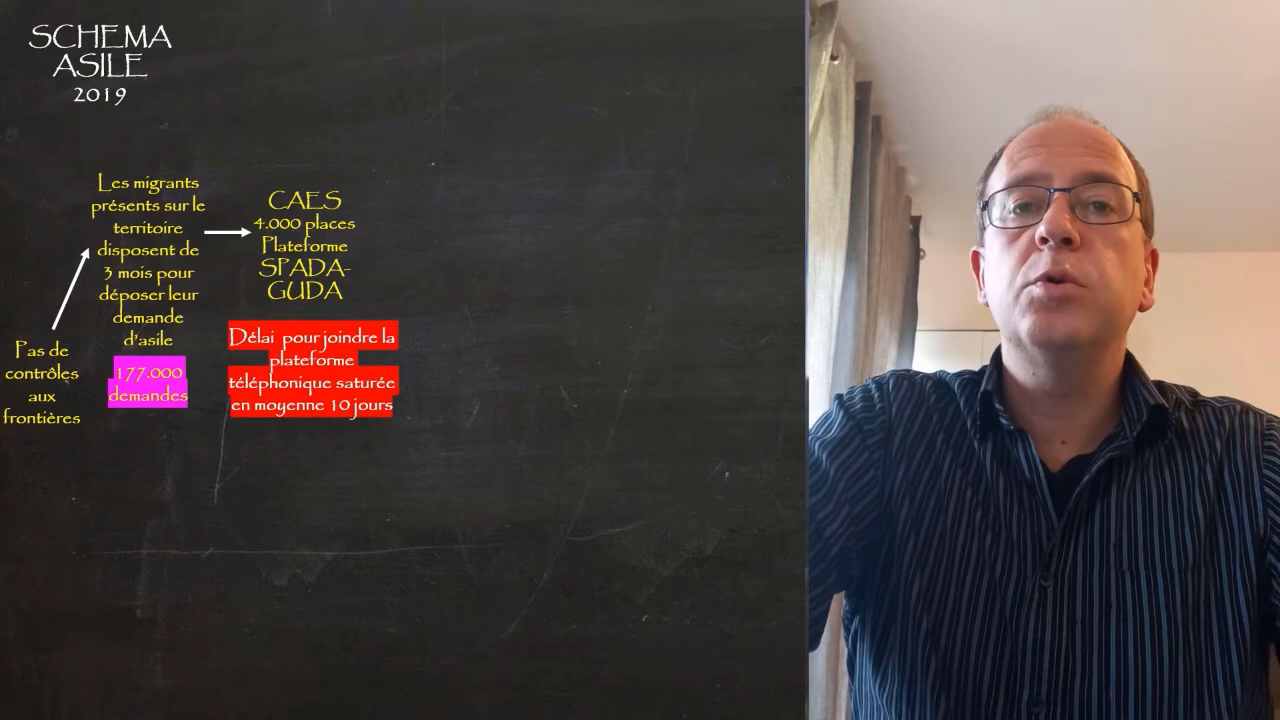 SCHEMA
ASILE
2019
Les migrants
présents sur le
territoire
disposent de
3 mois pour
déposer leur
demande
d'asile
177.000
demandes
Pas de
contrôles
aux
frontières
CAES
4.000 places
Plateforme
SPADA-
GUDA
Délai pour joindre la
plateforme
téléphonique saturée
en moyenne 10 jours